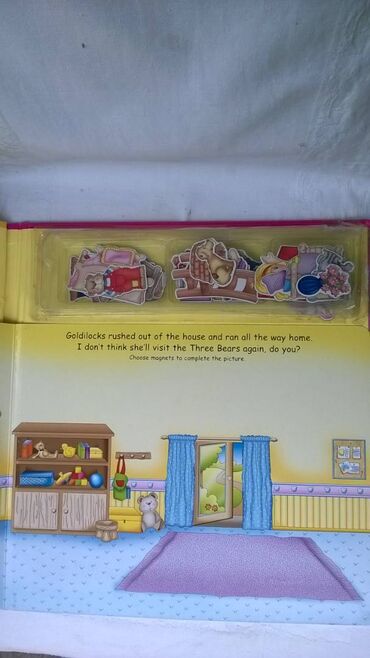 Goldilocks rushed out of the house and ran all the way home.
I don't think she'll visit the Three Bears again, do you?
Choose magnets to complete the picture